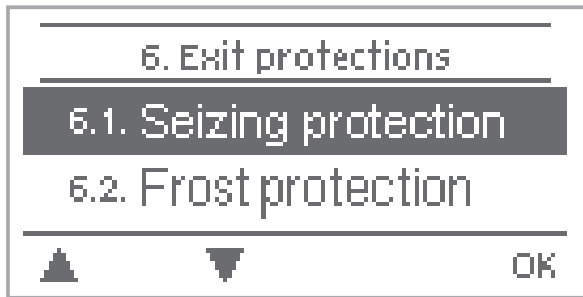 6. Exit protections
6.1. Seizing protection
6.2. Frost protection
OK